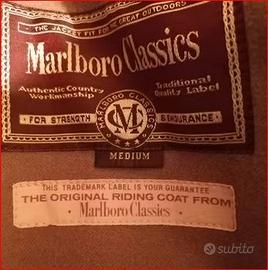 THE JACKET FIT FOR THE GREAT OUTDOORS
Marlboro Classics
Authentic Country
Workmanship
Traditional
Quality Label
MARLBORO CLASSICS
M
FOR STRENGTH & ENDURANCE
MEDIUM
THIS TRADEMARK LABEL IS YOUR GUARANTEE
THE ORIGINAL RIDING COAT FROM
· Marlboro Classics ·
subito